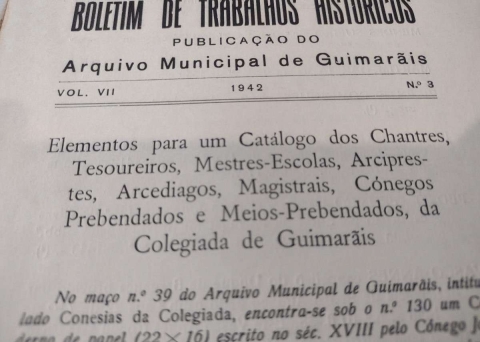 BOLETIM DE TRABALHOS HISTÓRICOS
PUBLICAÇÃO DO
Arquivo Municipal de Guimarãis
VOL. VII 1942 N.º 3
Elementos para um Catálogo dos Chantres,
Tesoureiros, Mestres-Escolas, Arcipres-
tes, Arcediagos, Magistrais, Cónegos
Prebendados e Meios-Prebendados, da
Colegiada de Guimarãis
No maço n.º 39 do Arquivo Municipal de Guimarãis, intitu
lado Conesias da Colegiada, encontra-se sob o n.º 130 um C
derno de papel (22 × 16) escrito no séc. XVIII pelo Cónego J